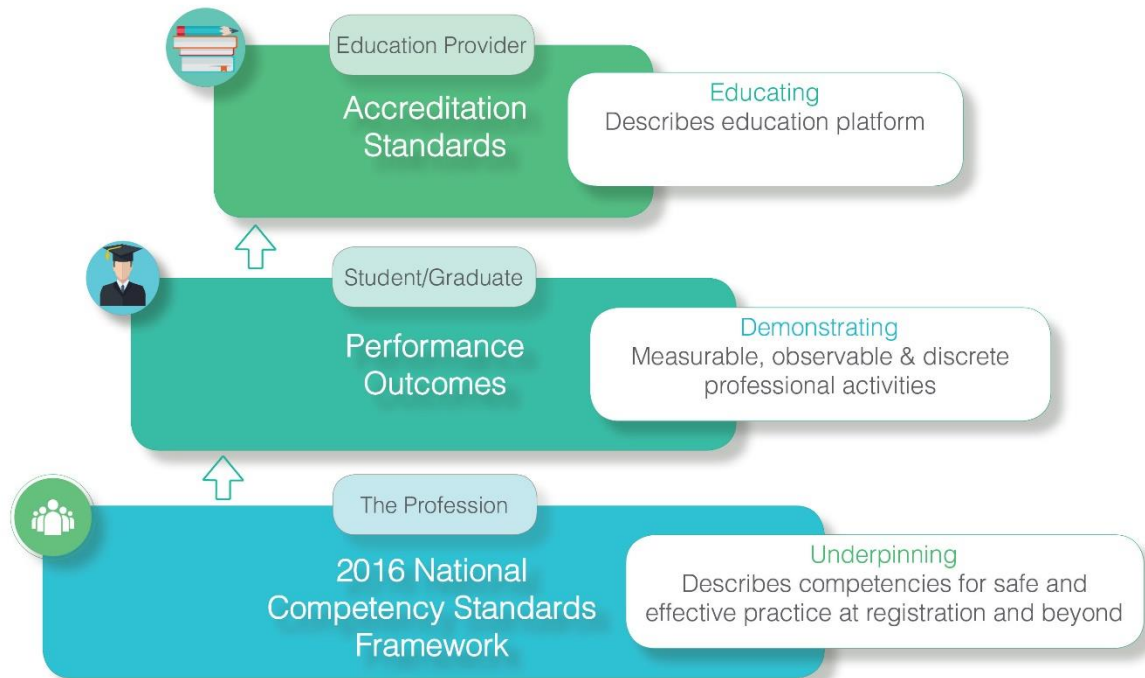 Education Provider
Accreditation
Standards
Educating
Describes education platform
Student/Graduate
Performance
Outcomes
Demonstrating
Measurable, observable & discrete
professional activities
The Profession
2016 National
Competency Standards
Framework
Underpinning
Describes competencies for safe and
effective practice at registration and beyond